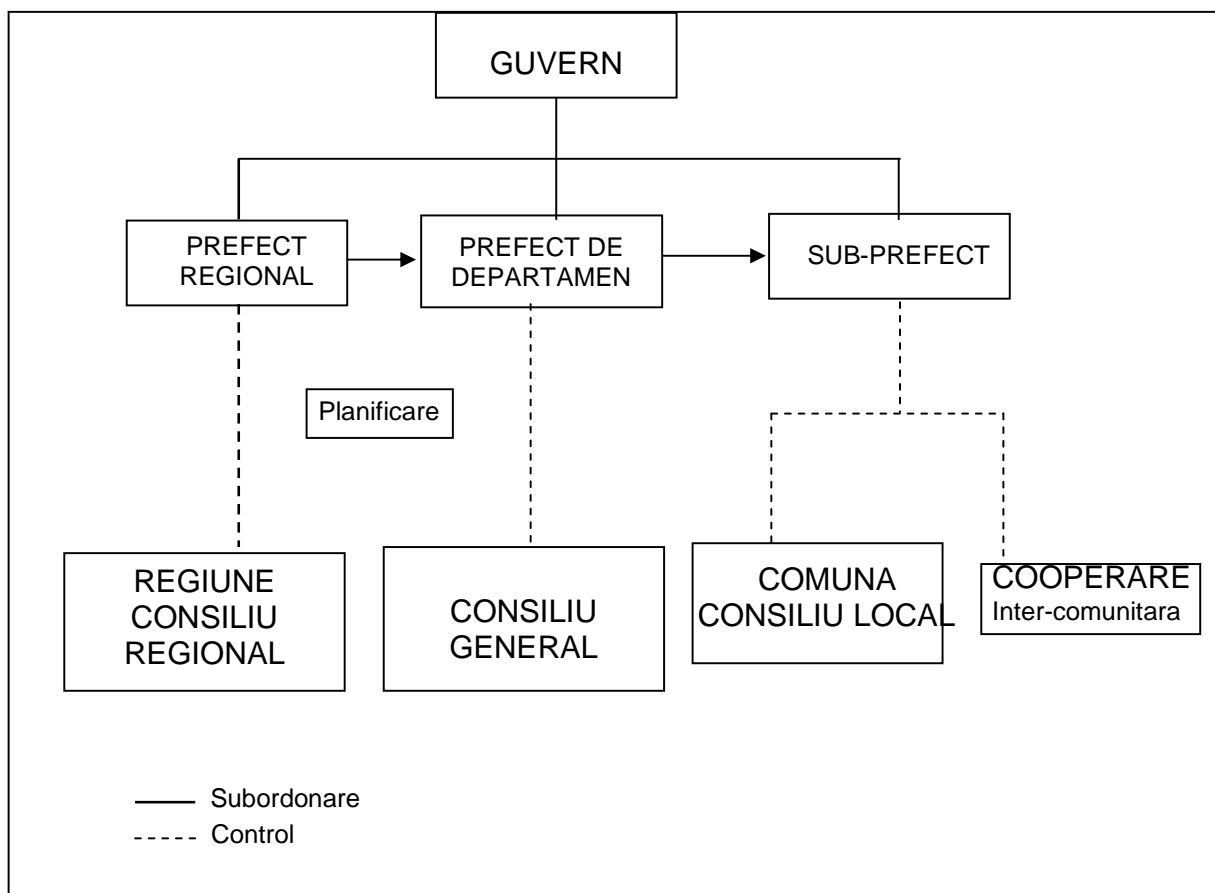 GUVERN
PREFECT
REGIONAL
PREFECT DE
DEPARTAMEN
SUB-PREFECT
Planificare
REGIUNE
CONSILIU
REGIONAL
CONSILIU
GENERAL
COMUNA
CONSILIU LOCAL
COOPERARE
Inter-comunitara
Subordonare
Control